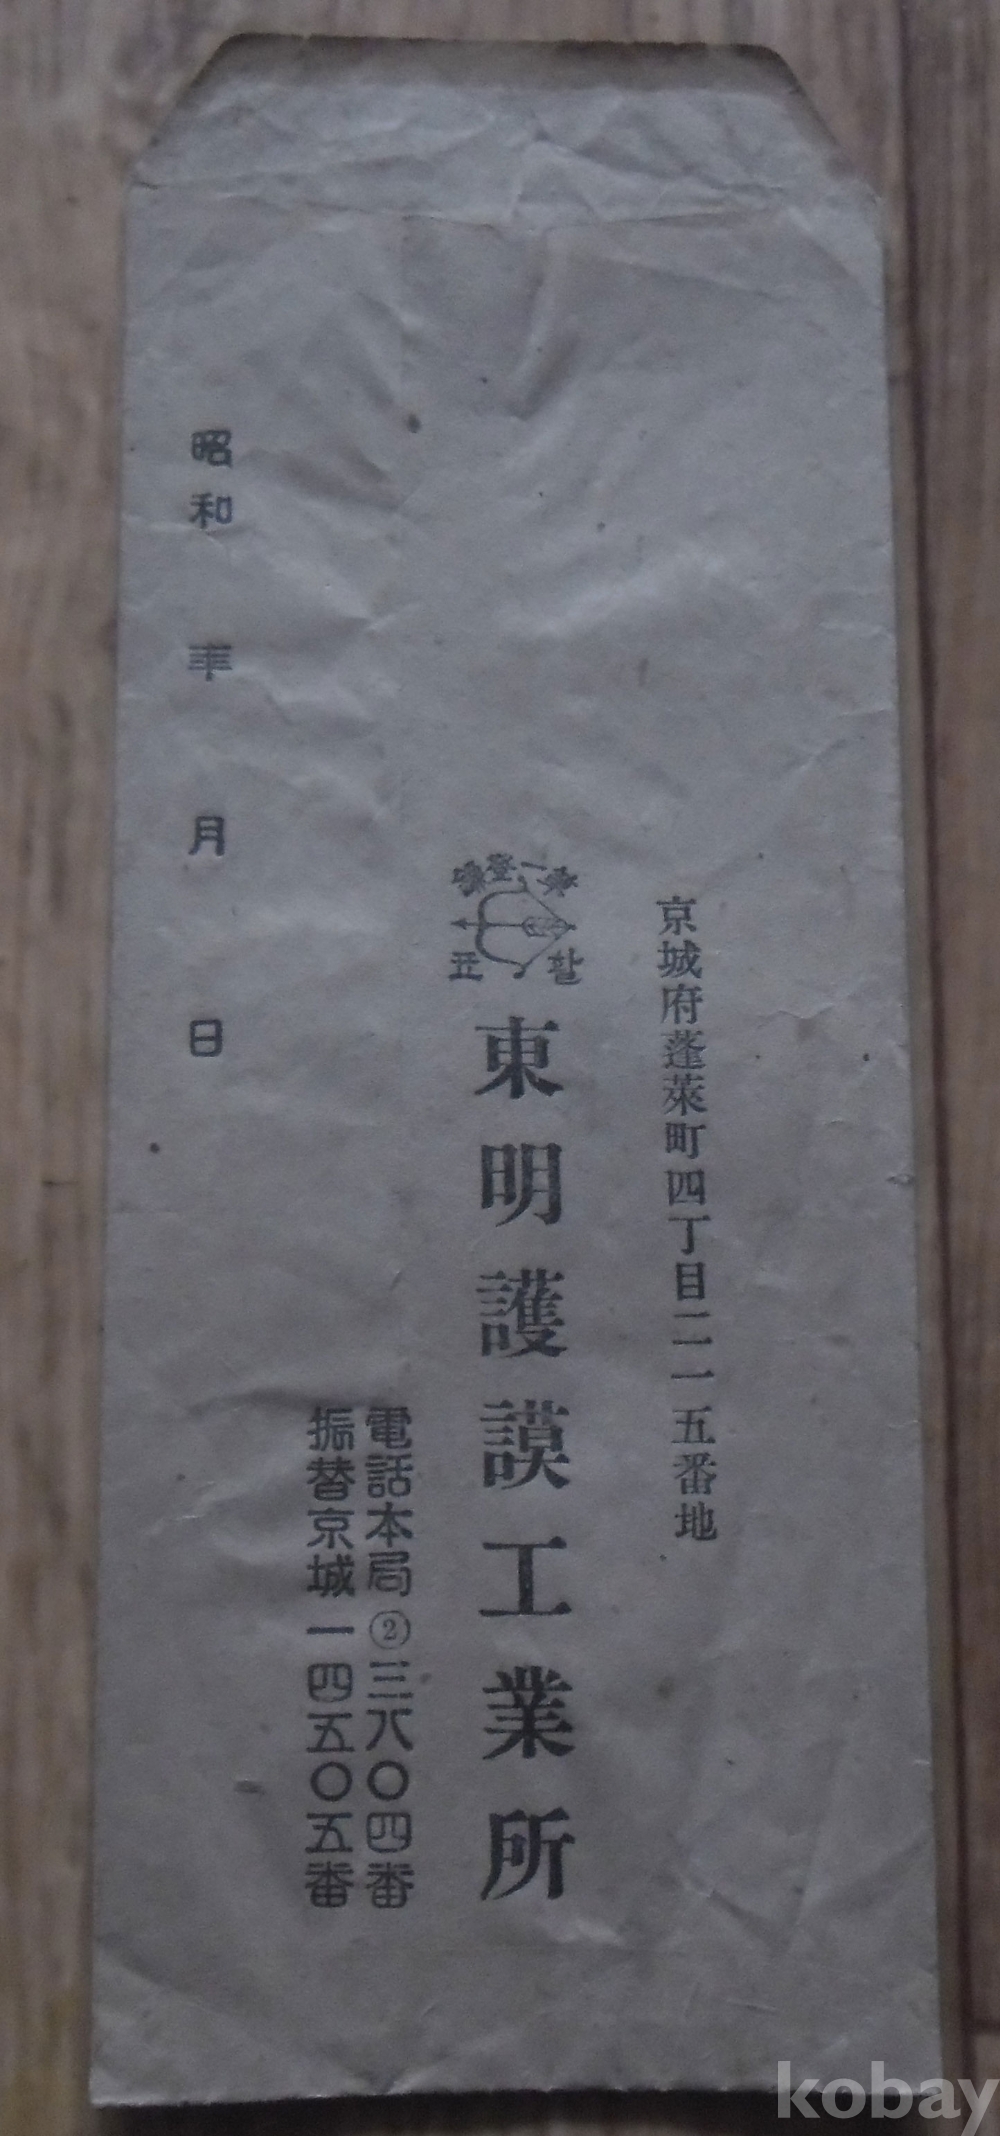 京城府蓬萊町四丁目二一五番地
표 활
東明護謨工業所
電話本局②三八〇四番
振替京城一四五〇五番
昭和 年 月 日
kobay